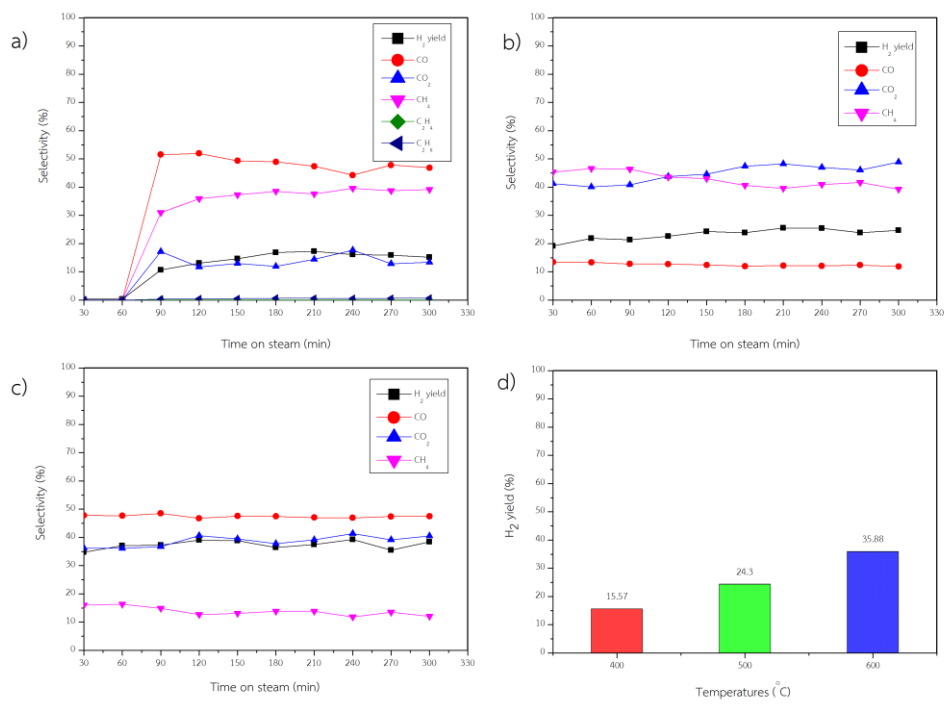 a)
Selectivity (%)
100
90
80
70
60
50
40
30
20
10
0
H2 yield
CO
CO2
CH4
C2H4
C2H6
30 60 90 120 150 180 210 240 270 300 330
Time on steam (min)
b)
Selectivity (%)
100
90
80
70
60
50
40
30
20
10
0
H2 yield
CO
CO2
CH4
30 60 90 120 150 180 210 240 270 300 330
Time on steam (min)
c)
Selectivity (%)
100
90
80
70
60
50
40
30
20
10
0
H2 yield
CO
CO2
CH4
30 60 90 120 150 180 210 240 270 300 330
Time on steam (min)
d)
H2 yield (%)
100
90
80
70
60
50
40
30
20
10
0
15.57
24.3
35.88
400 500 600
Temperatures (°C)